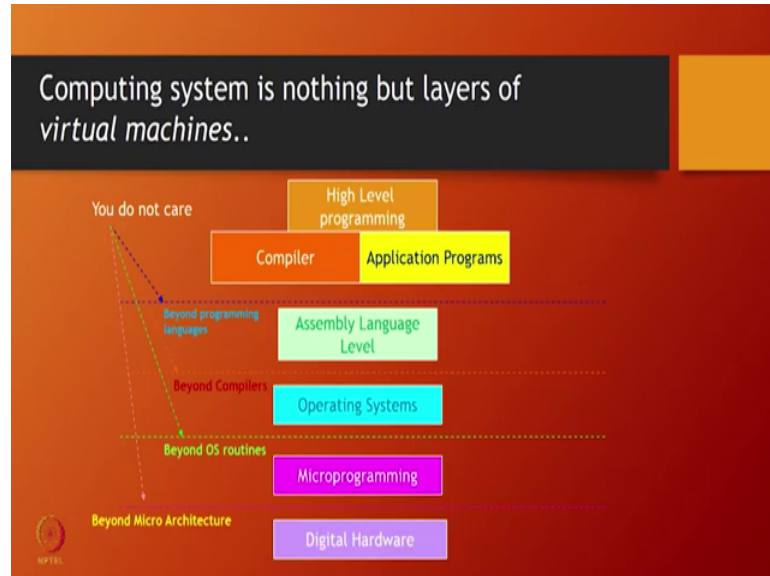 Computing system is nothing but layers of
virtual machines..
You do not care
High Level
programming
Compiler
Application Programs
Beyond programming
languages
Assembly Language
Level
Beyond Compilers
Operating Systems
Beyond OS routines
Microprogramming
Beyond Micro Architecture
Digital Hardware
NPTEL